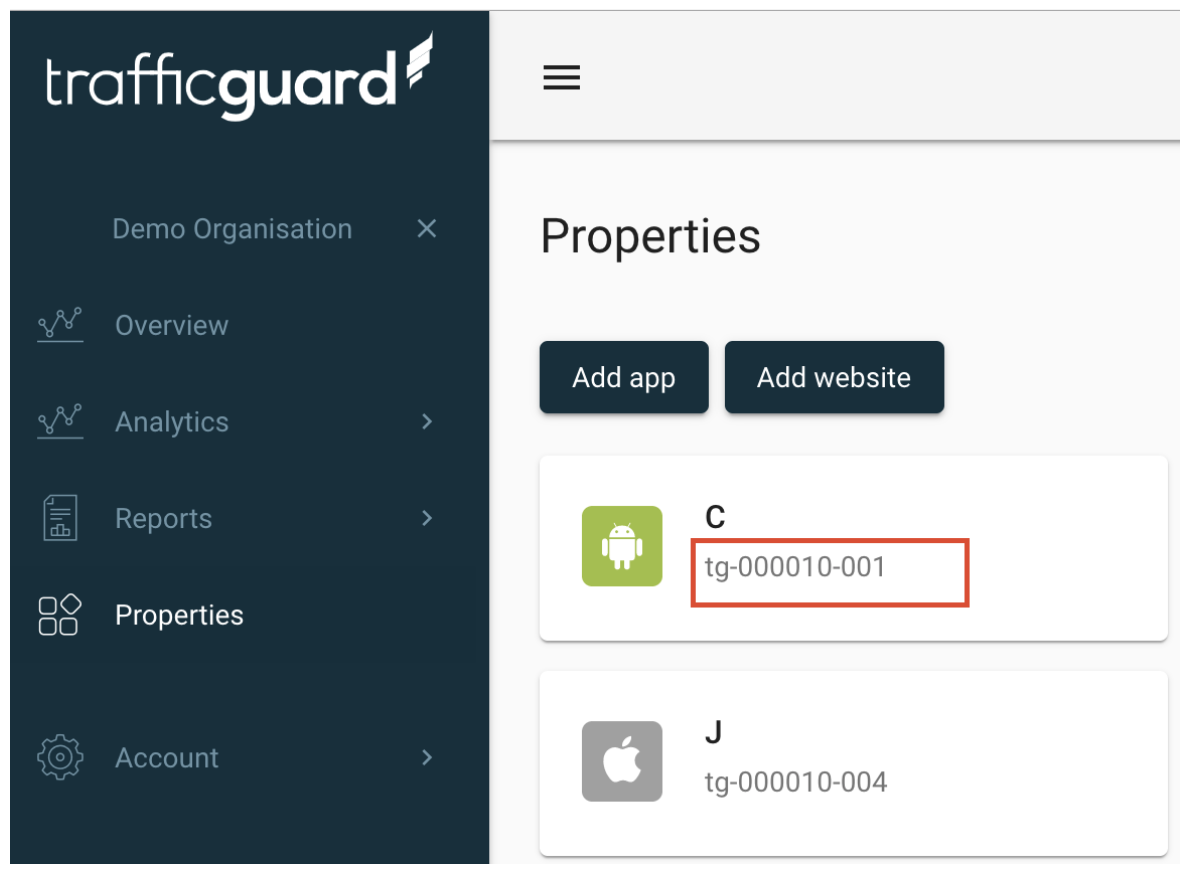 trafficguard
Demo Organisation
Overview
Analytics
Reports
Properties
Account
Properties
Add app
Add website
C
tg-000010-001
J
tg-000010-004